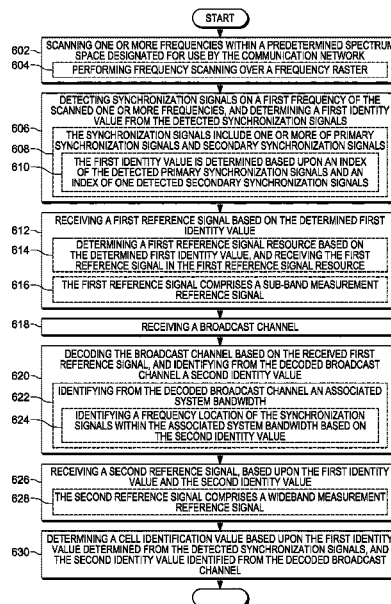 START
602
SCANNING ONE OR MORE FREQUENCIES WITHIN A PREDETERMINED SPECTRUM
SPACE DESIGNATED FOR USE BY THE COMMUNICATION NETWORK
604
PERFORMING FREQUENCY SCANNING OVER A FREQUENCY RASTER
DETECTING SYNCHRONIZATION SIGNALS ON A FIRST FREQUENCY OF THE
SCANNED ONE OR MORE FREQUENCIES, AND DETERMINING A FIRST IDENTITY
VALUE FROM THE DETECTED SYNCHRONIZATION SIGNALS
606
THE SYNCHRONIZATION SIGNALS INCLUDE ONE OR MORE OF PRIMARY
SYNCHRONIZATION SIGNALS AND SECONDARY SYNCHRONIZATION SIGNALS
608
610
THE FIRST IDENTITY VALUE IS DETERMINED BASED UPON AN INDEX
OF THE DETECTED PRIMARY SYNCHRONIZATION SIGNALS AND AN
INDEX OF ONE DETECTED SECONDARY SYNCHRONIZATION SIGNALS
612
RECEIVING A FIRST REFERENCE SIGNAL BASED ON THE DETERMINED FIRST
IDENTITY VALUE
614
DETERMINING A FIRST REFERENCE SIGNAL RESOURCE BASED ON
THE DETERMINED FIRST IDENTITY VALUE, AND RECEIVING THE
FIRST REFERENCE SIGNAL IN THE FIRST REFERENCE SIGNAL RESOURCE
616
THE FIRST REFERENCE SIGNAL COMPRISES A SUB-BAND MEASUREMENT
REFERENCE SIGNAL
618
RECEIVING A BROADCAST CHANNEL
DECODING THE BROADCAST CHANNEL BASED ON THE RECEIVED FIRST
REFERENCE SIGNAL, AND IDENTIFYING FROM THE DECODED BROADCAST
CHANNEL A SECOND IDENTITY VALUE
620
622
IDENTIFYING FROM THE DECODED BROADCAST CHANNEL AN ASSOCIATED
SYSTEM BANDWIDTH
624
IDENTIFYING A FREQUENCY LOCATION OF THE SYNCHRONIZATION
SIGNALS WITHIN THE ASSOCIATED SYSTEM BANDWIDTH BASED ON
THE SECOND IDENTITY VALUE
626
RECEIVING A SECOND REFERENCE SIGNAL, BASED UPON THE FIRST IDENTITY
VALUE AND THE SECOND IDENTITY VALUE
628
THE SECOND REFERENCE SIGNAL COMPRISES A WIDEBAND MEASUREMENT
REFERENCE SIGNAL
630
DETERMINING A CELL IDENTIFICATION VALUE BASED UPON THE FIRST IDENTITY
VALUE DETERMINED FROM THE DETECTED SYNCHRONIZATION SIGNALS, AND
THE SECOND IDENTITY VALUE IDENTIFIED FROM THE DECODED BROADCAST
CHANNEL